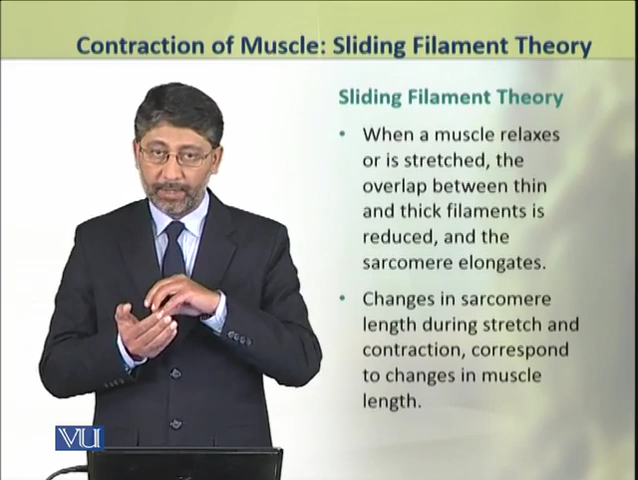 Contraction of Muscle: Sliding Filament Theory
Sliding Filament Theory
• When a muscle relaxes
or is stretched, the
overlap between thin
and thick filaments is
reduced, and the
sarcomere elongates.
• Changes in sarcomere
length during stretch and
contraction, correspond
to changes in muscle
length.
VU